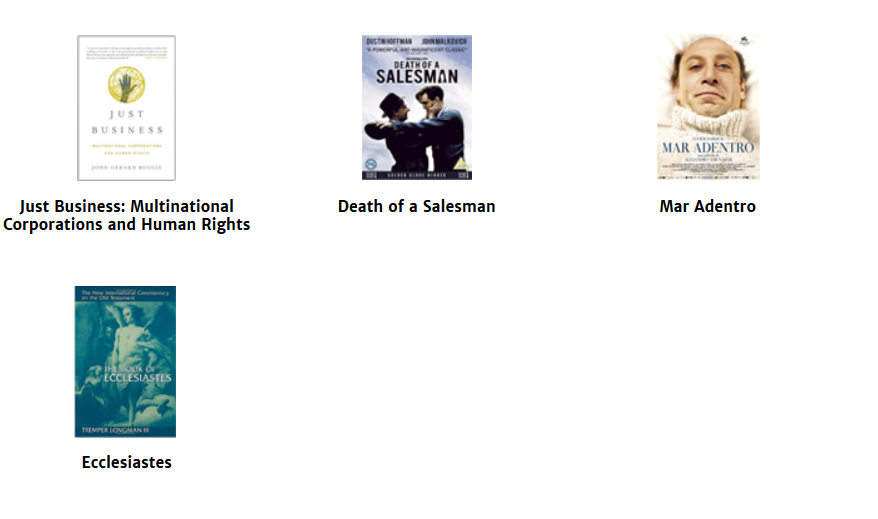 JUST
BUSINESS
MULTINATIONAL CORPORATIONS
AND HUMAN RIGHTS
JOHN GERARD RUGGIE
Just Business: Multinational
Corporations and Human Rights
DUSTIN HOFFMAN JOHN MALKOVICH
"A POWERFUL AND MAGNIFICENT CLASSIC"
DEATH OF A
SALESMAN
GOLDEN GLOBE WINNER
Death of a Salesman
MAR ADENTRO
Mar Adentro
The New International Commentary
on the Old Testament
THE BOOK OF
ECCLESIASTES
TREMPER LONGMAN III
Ecclesiastes